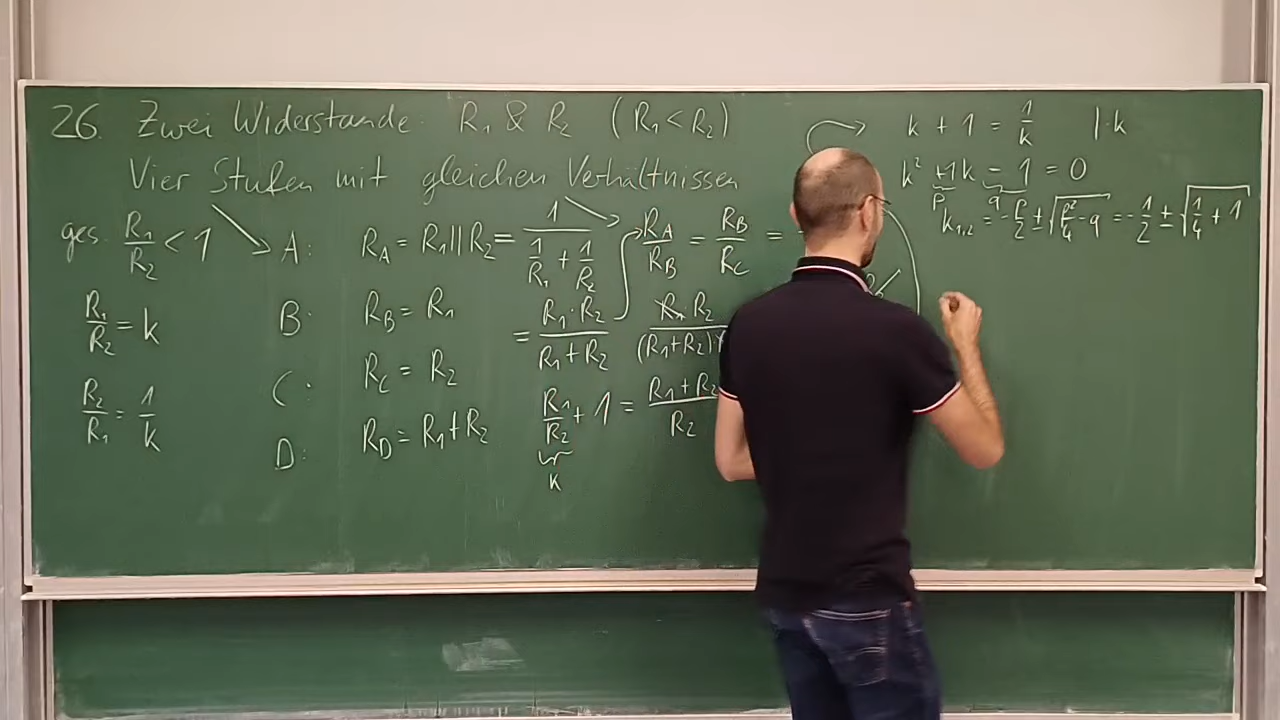 26. Zwei Widerstände R₁ & R₂ (R₁ < R₂)
Vier Stufen mit gleichen Verhältnissen
ges. R₁/R₂ < 1
R₁/R₂ = k
R₂/R₁ = 1/k
A: R_A = R₁||R₂ = 1/(1/R₁ + 1/R₂)
= R₁·R₂/(R₁+R₂)
B: R_B = R₁
C: R_C = R₂
D: R_D = R₁+R₂
R_A/R_B = R_B/R_C =
R₁·R₂/(R₁+R₂)
R₁/R₂ + 1 = R₁+R₂/R₂
k
k + 1 = 1/k |·k
k² +1k - 1 = 0
p q
k₁,₂ = -p/2 ± √(p²/4 - q) = -1/2 ± √(1/4 + 1)